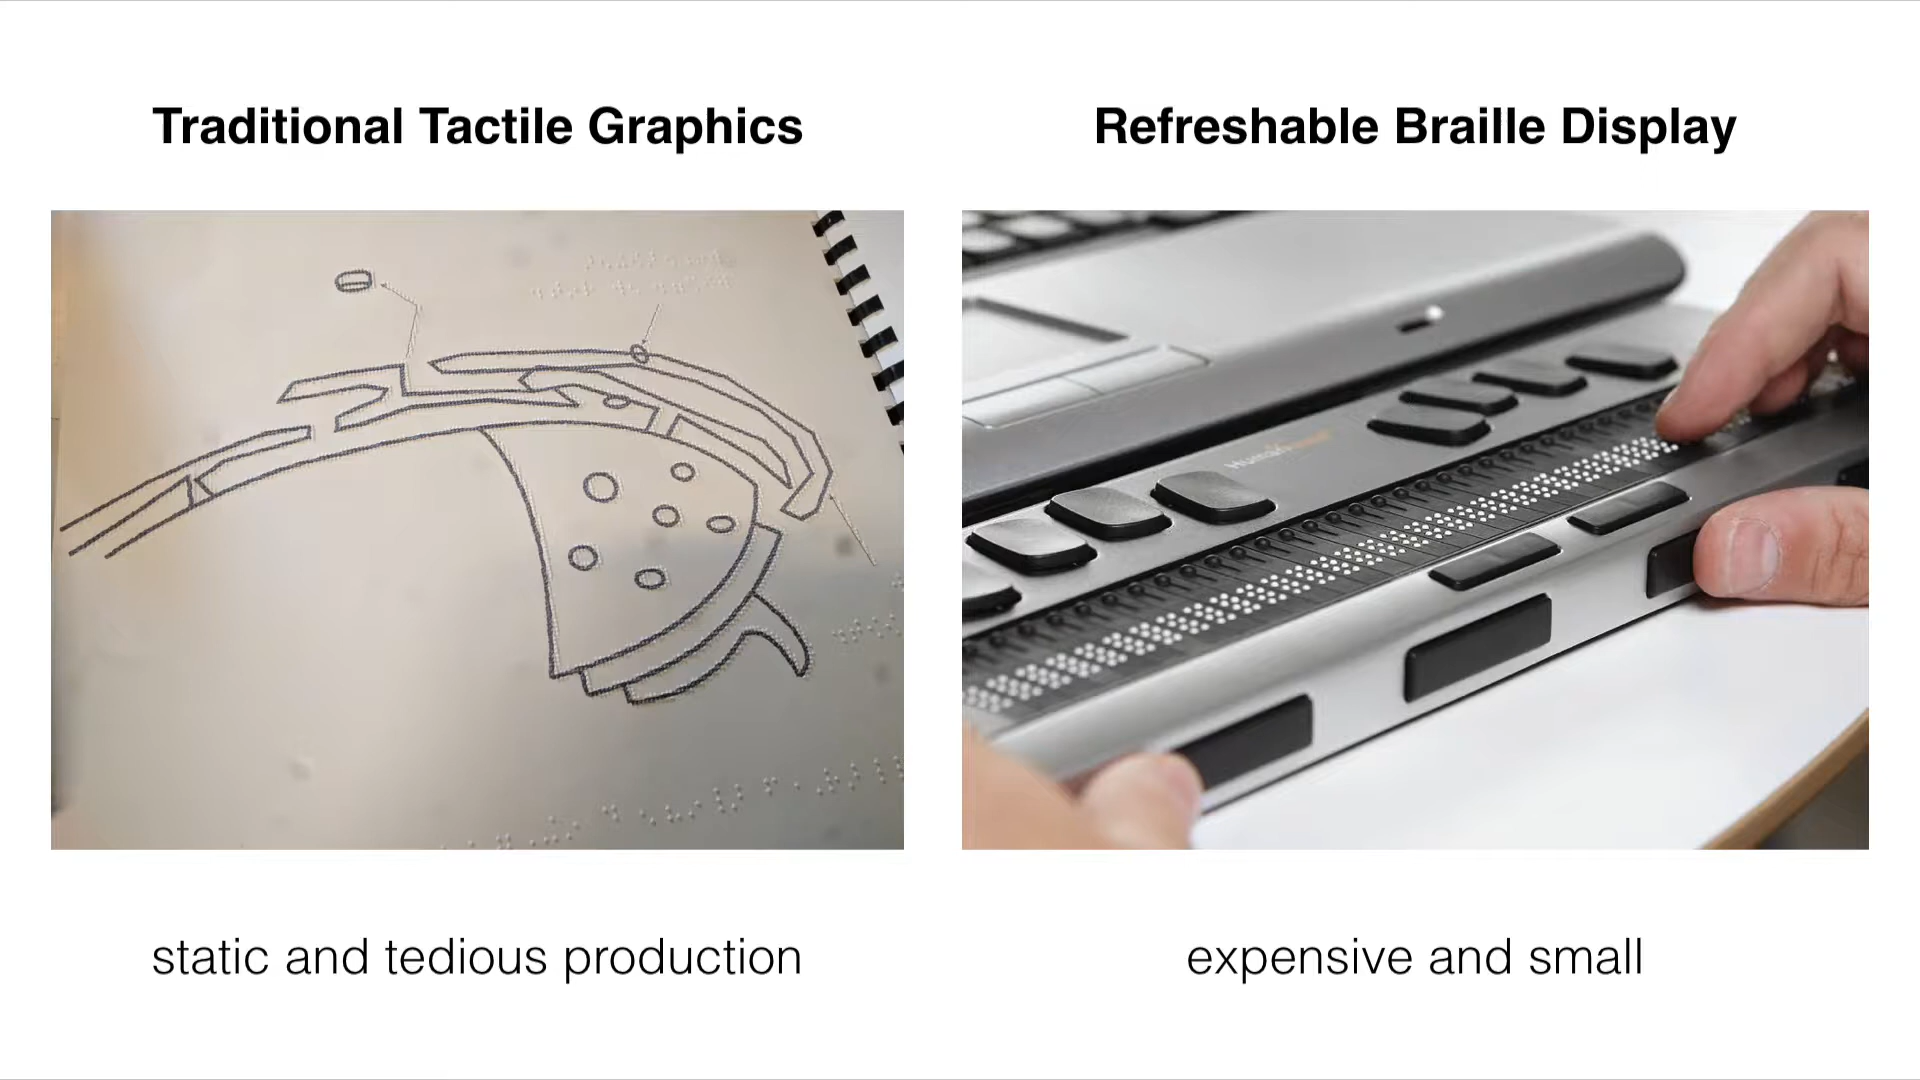 Traditional Tactile Graphics
Refreshable Braille Display
static and tedious production
expensive and small